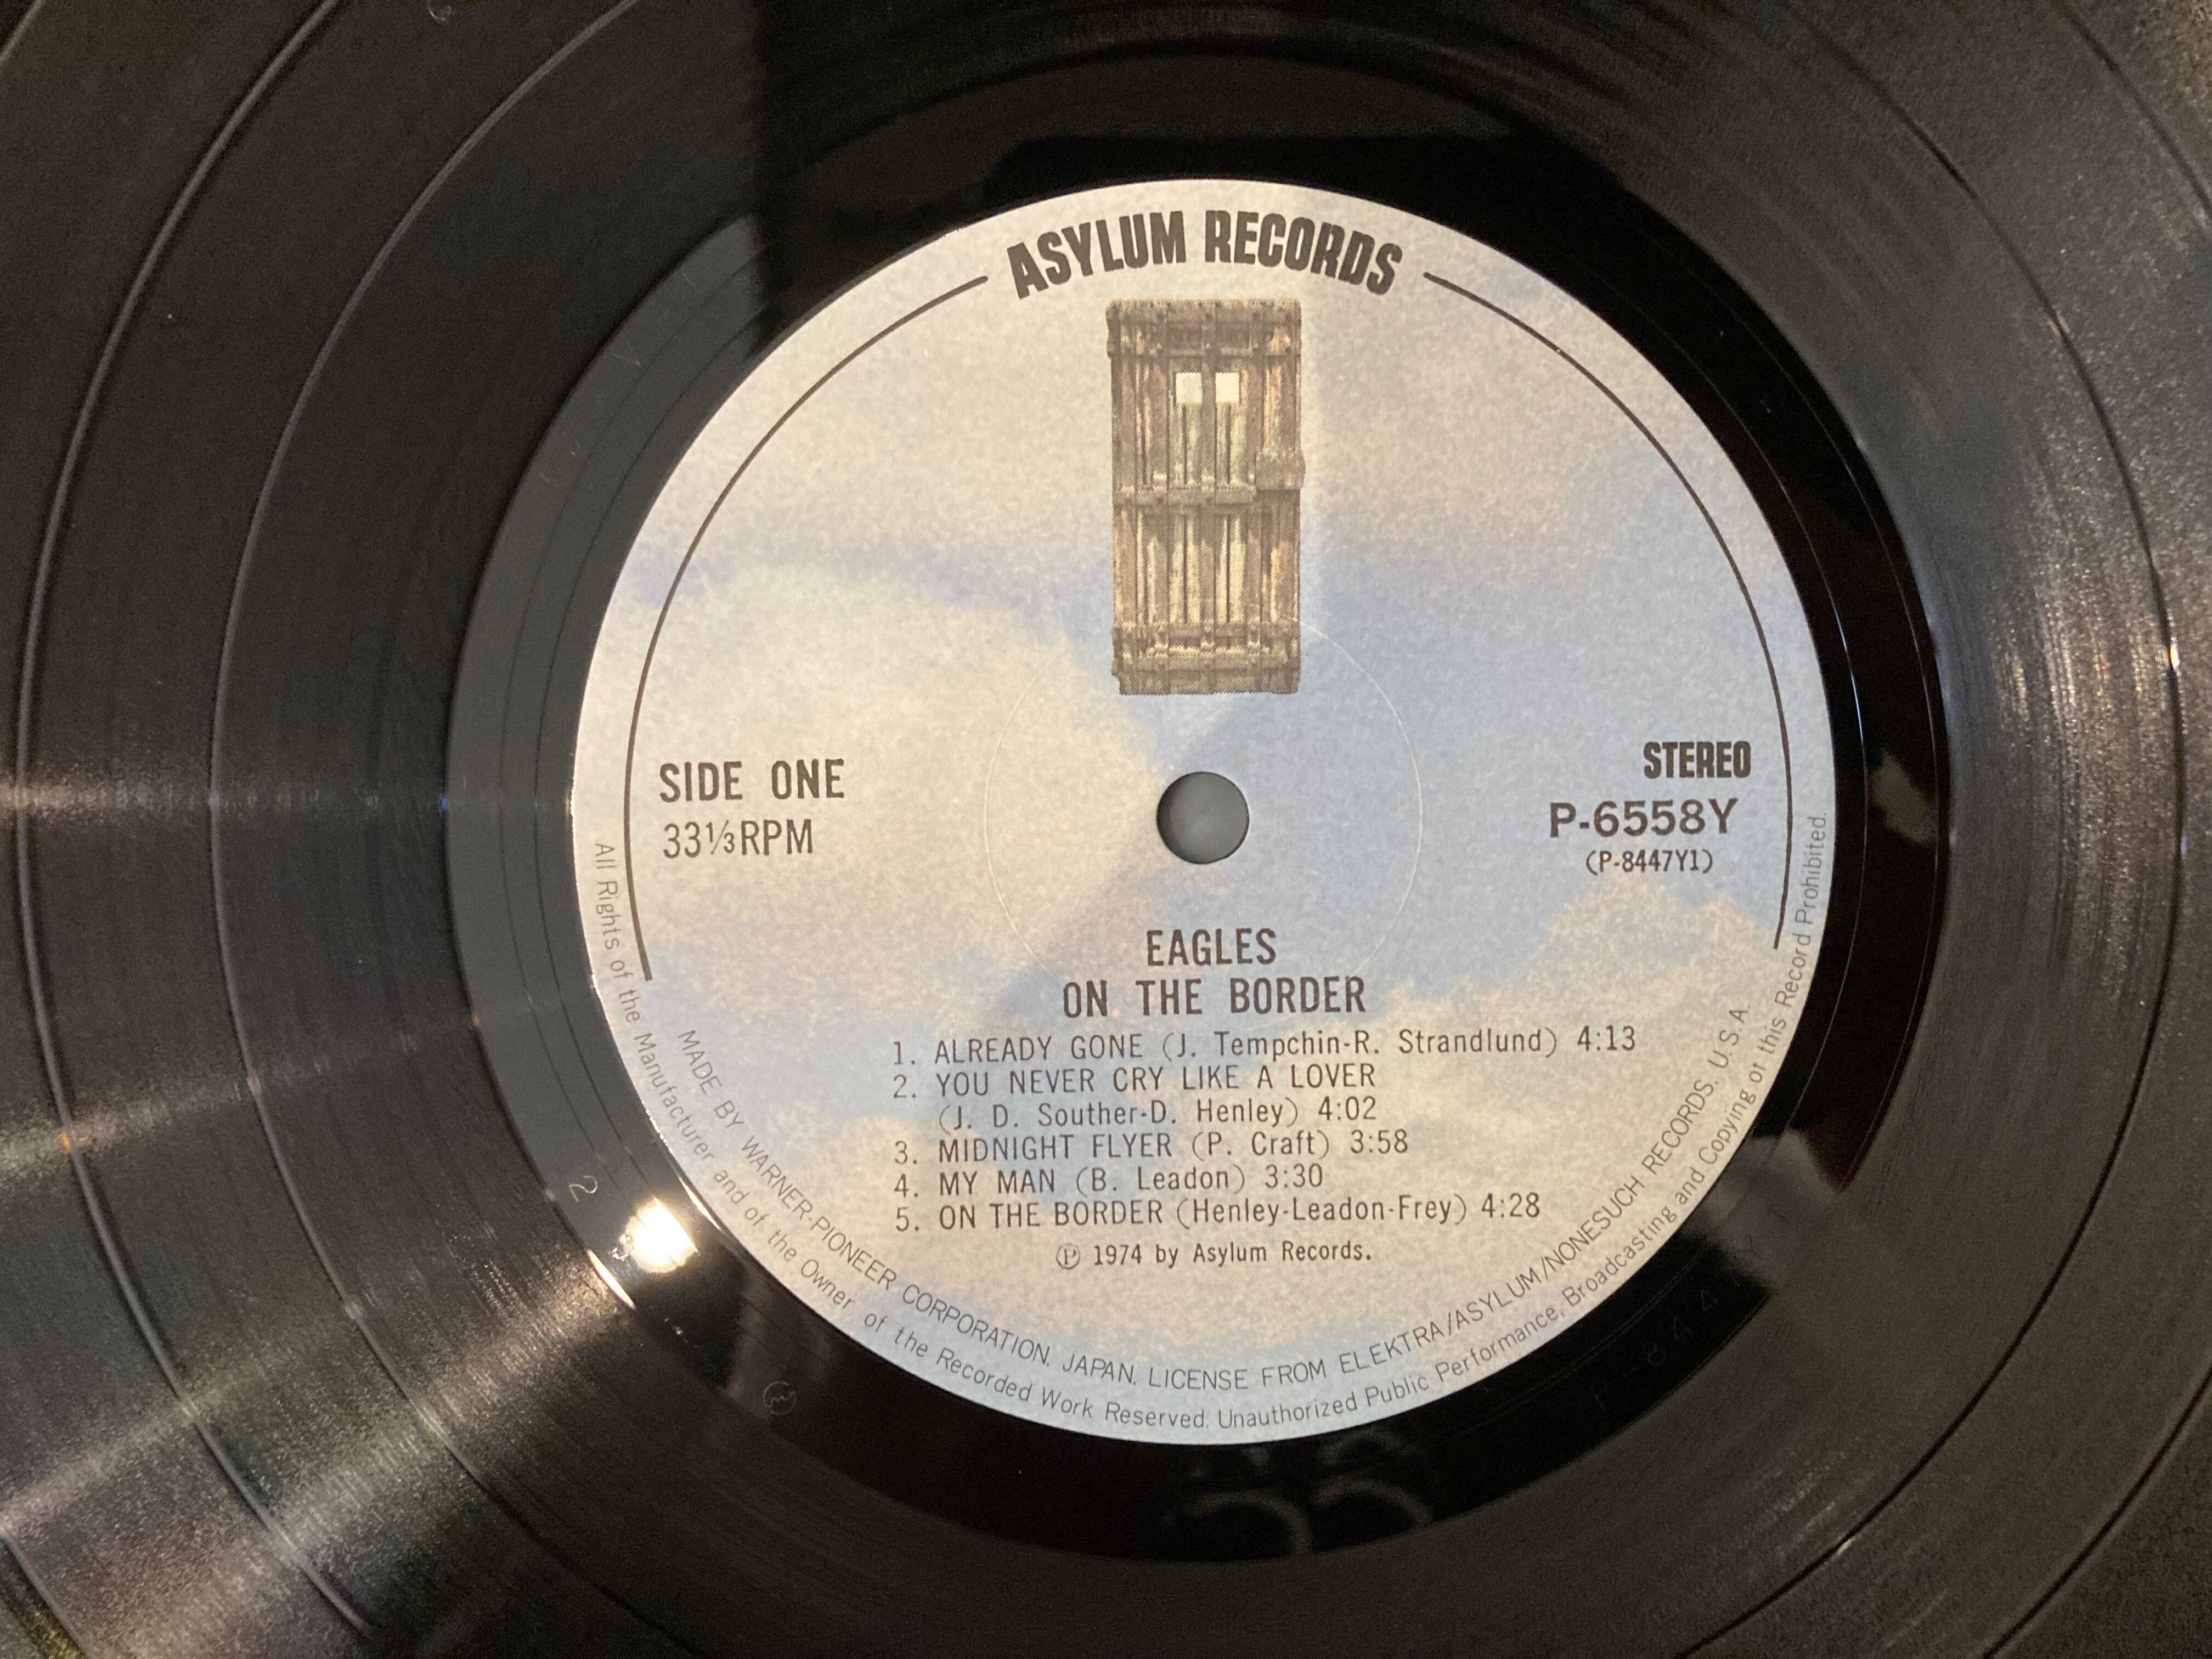 ASYLUM RECORDS
SIDE ONE
33⅓RPM
STEREO
P-6558Y
(P-8447Y1)
EAGLES
ON THE BORDER
1. ALREADY GONE (J. Tempchin-R. Strandlund) 4:13
2. YOU NEVER CRY LIKE A LOVER
(J. D. Souther-D. Henley) 4:02
3. MIDNIGHT FLYER (P. Craft) 3:58
4. MY MAN (B. Leadon) 3:30
5. ON THE BORDER (Henley-Leadon-Frey) 4:28
Ⓟ 1974 by Asylum Records.
MADE BY WARNER-PIONEER CORPORATION, JAPAN, LICENSE FROM ELEKTRA/ASYLUM/NONESUCH RECORDS, U.S.A.
All Rights of the Manufacturer and of the Owner of the Recorded Work Reserved. Unauthorized Public Performance, Broadcasting and Copying of this Record Prohibited.
2